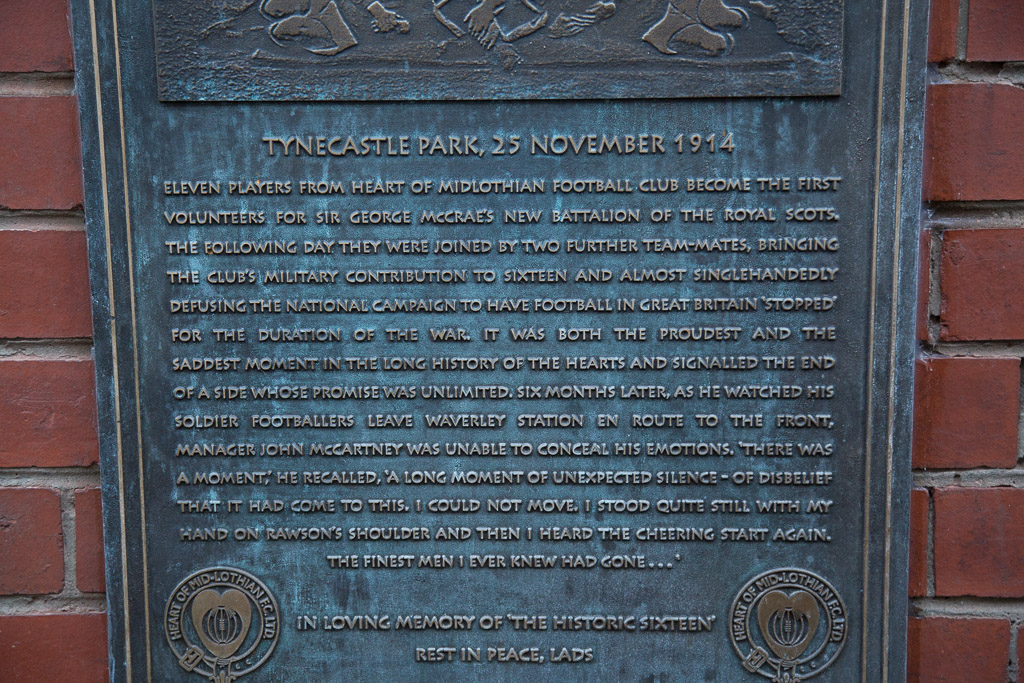 TYNECASTLE PARK, 25 NOVEMBER 1914
ELEVEN PLAYERS FROM HEART OF MIDLOTHIAN FOOTBALL CLUB BECOME THE FIRST
VOLUNTEERS FOR SIR GEORGE McCRAE'S NEW BATTALION OF THE ROYAL SCOTS.
THE FOLLOWING DAY THEY WERE JOINED BY TWO FURTHER TEAM-MATES, BRINGING
THE CLUB'S MILITARY CONTRIBUTION TO SIXTEEN AND ALMOST SINGLEHANDEDLY
DEFUSING THE NATIONAL CAMPAIGN TO HAVE FOOTBALL IN GREAT BRITAIN 'STOPPED'
FOR THE DURATION OF THE WAR. IT WAS BOTH THE PROUDEST AND THE
SADDEST MOMENT IN THE LONG HISTORY OF THE HEARTS AND SIGNALLED THE END
OF A SIDE WHOSE PROMISE WAS UNLIMITED. SIX MONTHS LATER, AS HE WATCHED HIS
SOLDIER FOOTBALLERS LEAVE WAVERLEY STATION EN ROUTE TO THE FRONT,
MANAGER JOHN McCARTNEY WAS UNABLE TO CONCEAL HIS EMOTIONS. 'THERE WAS
A MOMENT,' HE RECALLED, 'A LONG MOMENT OF UNEXPECTED SILENCE - OF DISBELIEF
THAT IT HAD COME TO THIS. I COULD NOT MOVE. I STOOD QUITE STILL WITH MY
HAND ON RAWSON'S SHOULDER AND THEN I HEARD THE CHEERING START AGAIN.
THE FINEST MEN I EVER KNEW HAD GONE . . .'
HEART OF MID-LOTHIAN F.C. LTD.
HEART OF MID-LOTHIAN F.C. LTD.
IN LOVING MEMORY OF 'THE HISTORIC SIXTEEN'
REST IN PEACE, LADS